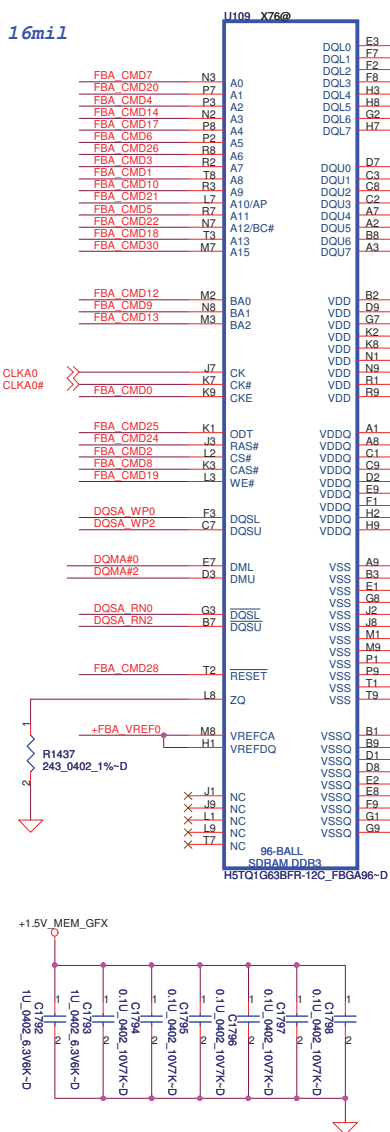 16mil
U109 X76@
FBA_CMD7 N3 A0
FBA_CMD20 P7 A1
FBA_CMD4 P3 A2
FBA_CMD14 N2 A3
FBA_CMD17 P8 A4
FBA_CMD6 P2 A5
FBA_CMD26 R8 A6
FBA_CMD3 R2 A7
FBA_CMD1 T8 A8
FBA_CMD10 R3 A9
FBA_CMD21 L7 A10/AP
FBA_CMD5 R7 A11
FBA_CMD22 N7 A12/BC#
FBA_CMD18 T3 A13
FBA_CMD30 M7 A15
FBA_CMD12 M2 BA0
FBA_CMD9 N8 BA1
FBA_CMD13 M3 BA2
CLKA0 J7 CK
CLKA0# K7 CK#
FBA_CMD0 K9 CKE
FBA_CMD25 K1 ODT
FBA_CMD24 J3 RAS#
FBA_CMD2 L2 CS#
FBA_CMD8 K3 CAS#
FBA_CMD19 L3 WE#
DQSA_WP0 F3 DQSL
DQSA_WP2 C7 DQSU
DQMA#0 E7 DML
DQMA#2 D3 DMU
DQSA_RN0 G3 DQSL
DQSA_RN2 B7 DQSU
FBA_CMD28 T2 RESET
L8 ZQ
+FBA_VREF0 M8 VREFCA
H1 VREFDQ
J1 NC
J9 NC
L1 NC
L9 NC
T7 NC
DQL0 E3
DQL1 F7
DQL2 F2
DQL3 F8
DQL4 H3
DQL5 H8
DQL6 G2
DQL7 H7
DQU0 D7
DQU1 C3
DQU2 C8
DQU3 C2
DQU4 A7
DQU5 A2
DQU6 B8
DQU7 A3
VDD B2
VDD D9
VDD G7
VDD K2
VDD K8
VDD N1
VDD N9
VDD R1
VDD R9
VDDQ A1
VDDQ A8
VDDQ C1
VDDQ C9
VDDQ D2
VDDQ E9
VDDQ F1
VDDQ H2
VDDQ H9
VSS A9
VSS B3
VSS E1
VSS G8
VSS J2
VSS J8
VSS M1
VSS M9
VSS P1
VSS P9
VSS T1
VSS T9
VSSQ B1
VSSQ B9
VSSQ D1
VSSQ D8
VSSQ E2
VSSQ E8
VSSQ F9
VSSQ G1
VSSQ G9
96-BALL
SDRAM DDR3
H5TQ1G63BFR-12C_FBGA96~D
1
R1437
243_0402_1%~D
2
+1.5V_MEM_GFX
1 1 1 1 1 1 1
2 2 2 2 2 2 2
C1792
1U_0402_6.3V6K~D
C1793
1U_0402_6.3V6K~D
C1794
0.1U_0402_10V7K~D
C1795
0.1U_0402_10V7K~D
C1796
0.1U_0402_10V7K~D
C1797
0.1U_0402_10V7K~D
C1798
0.1U_0402_10V7K~D